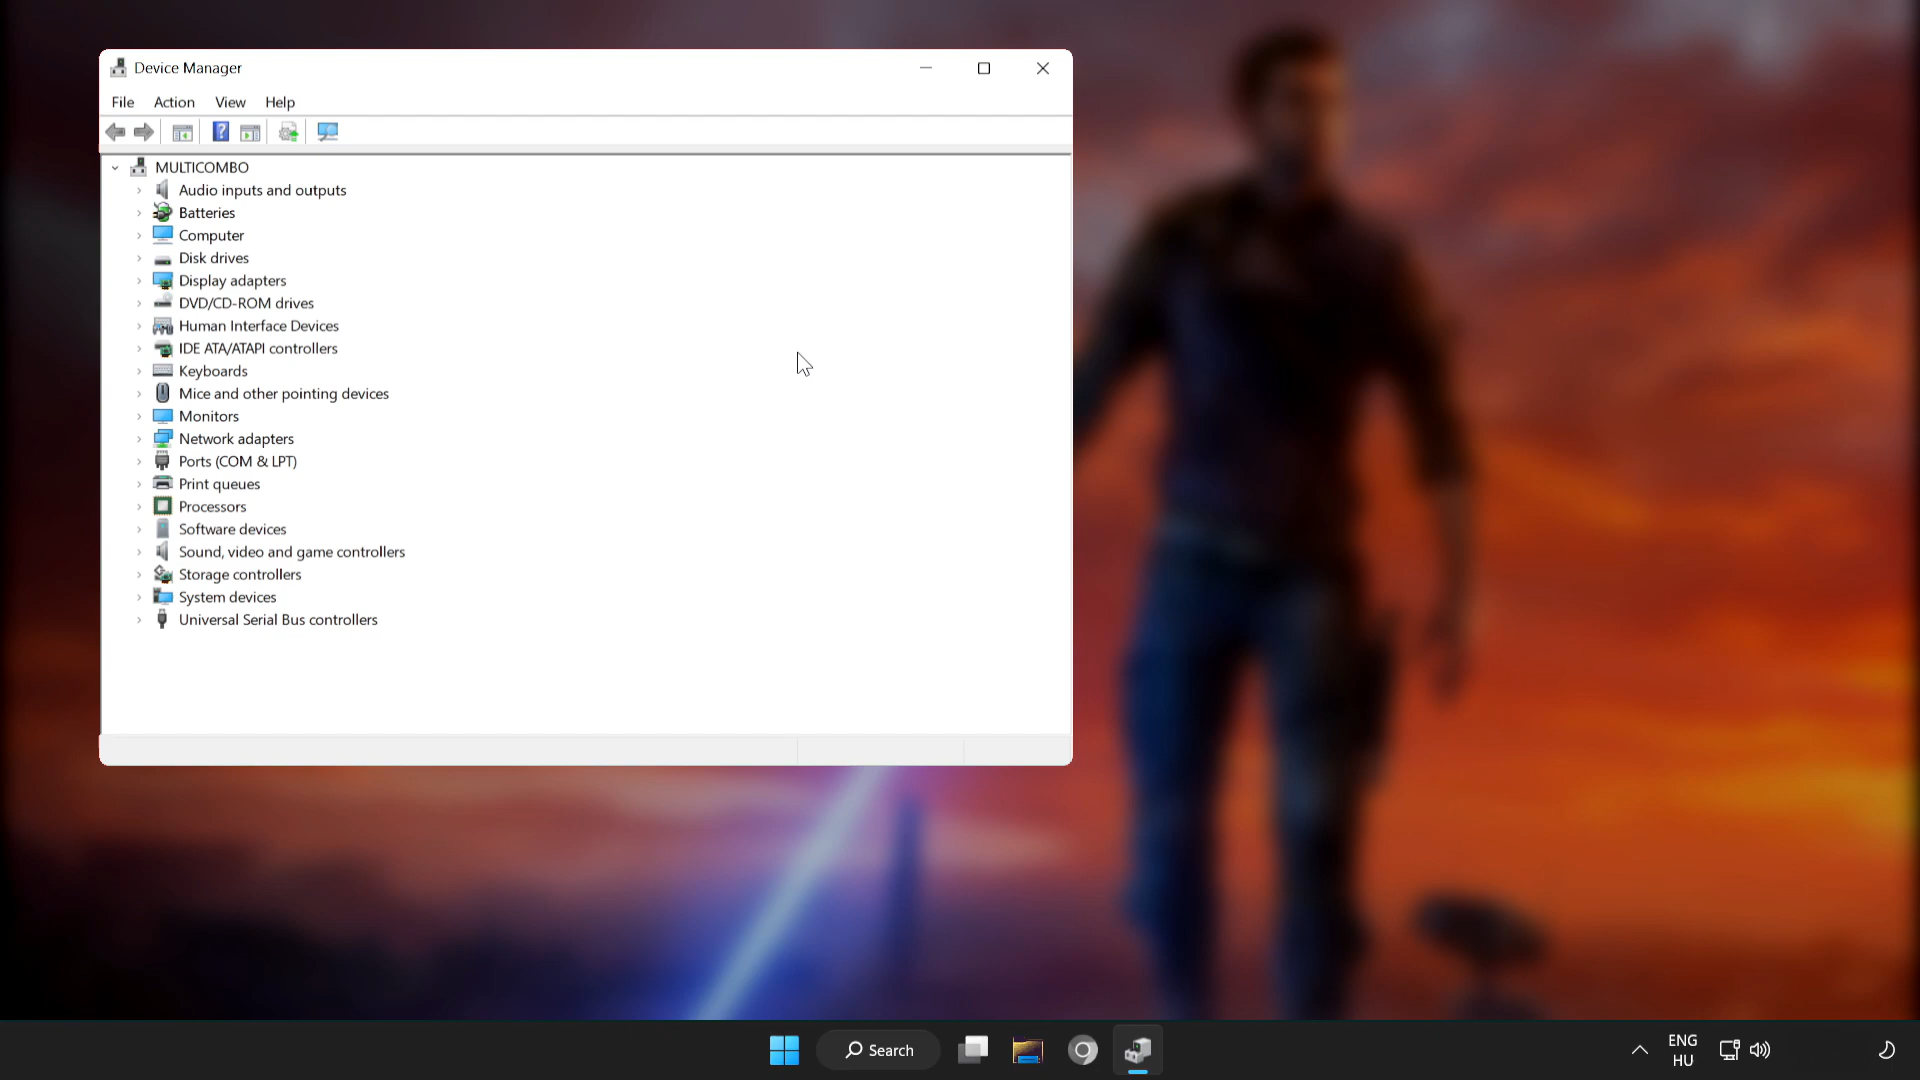 Device Manager
File Action View Help
MULTICOMBO
Audio inputs and outputs
Batteries
Computer
Disk drives
Display adapters
DVD/CD-ROM drives
Human Interface Devices
IDE ATA/ATAPI controllers
Keyboards
Mice and other pointing devices
Monitors
Network adapters
Ports (COM & LPT)
Print queues
Processors
Software devices
Sound, video and game controllers
Storage controllers
System devices
Universal Serial Bus controllers
Search
ENG
HU